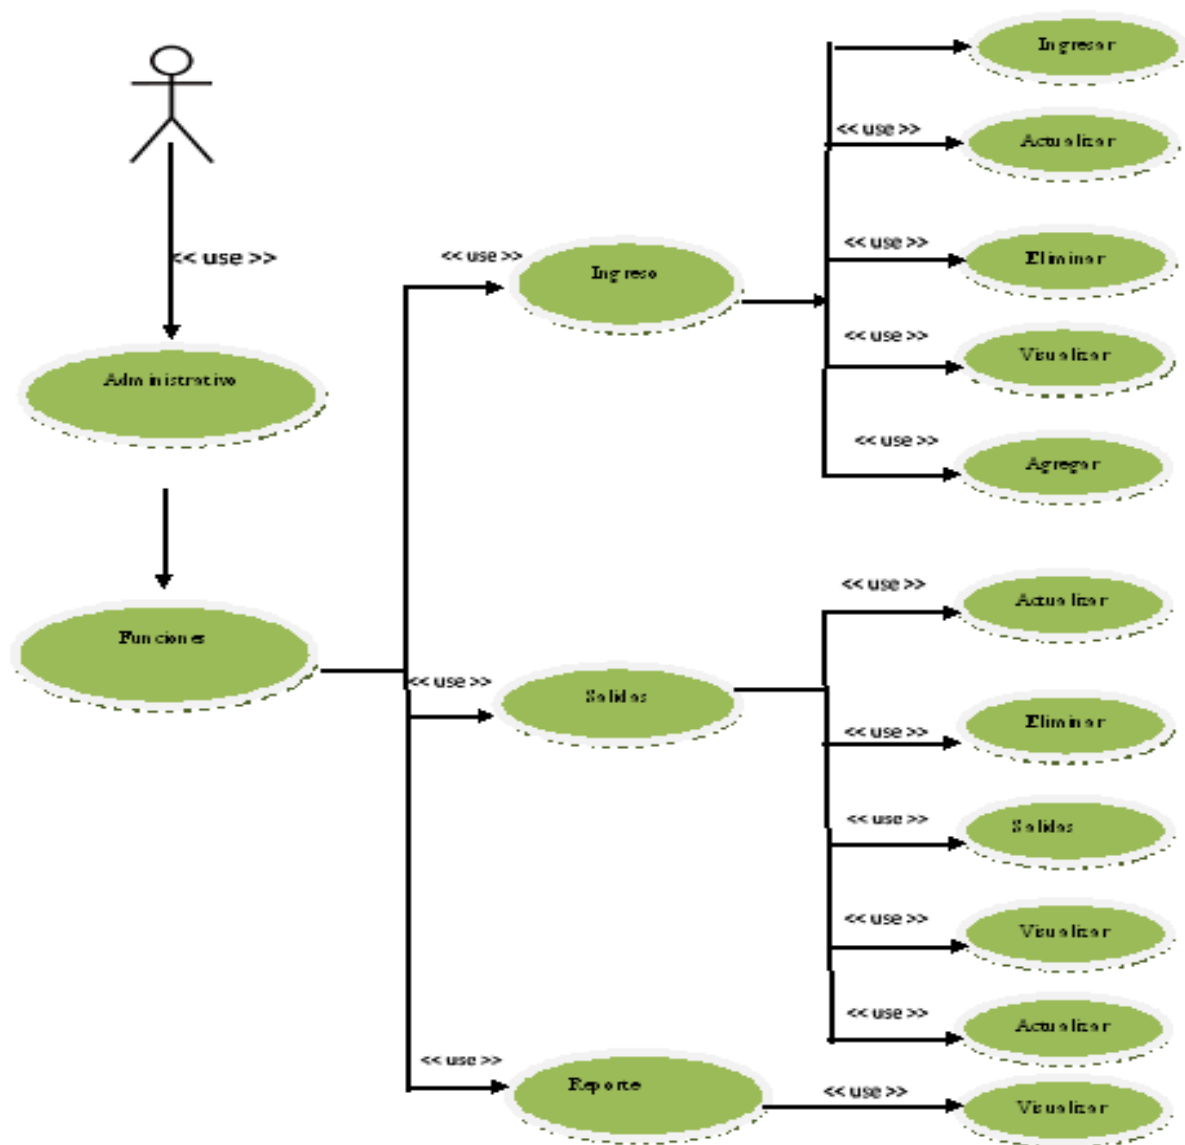 Ingresar
<< use >>
Actualizar
<< use >>
<< use >>
<< use >>
Ingreso
Eliminar
<< use >>
Visualizar
Administrativo
<< use >>
Agregar
<< use >>
Actualizar
Funciones
<< use >>
Salidas
<< use >>
Eliminar
<< use >>
Salidas
<< use >>
Visualizar
<< use >>
Actualizar
<< use >>
Reporte
<< use >>
Visualizar